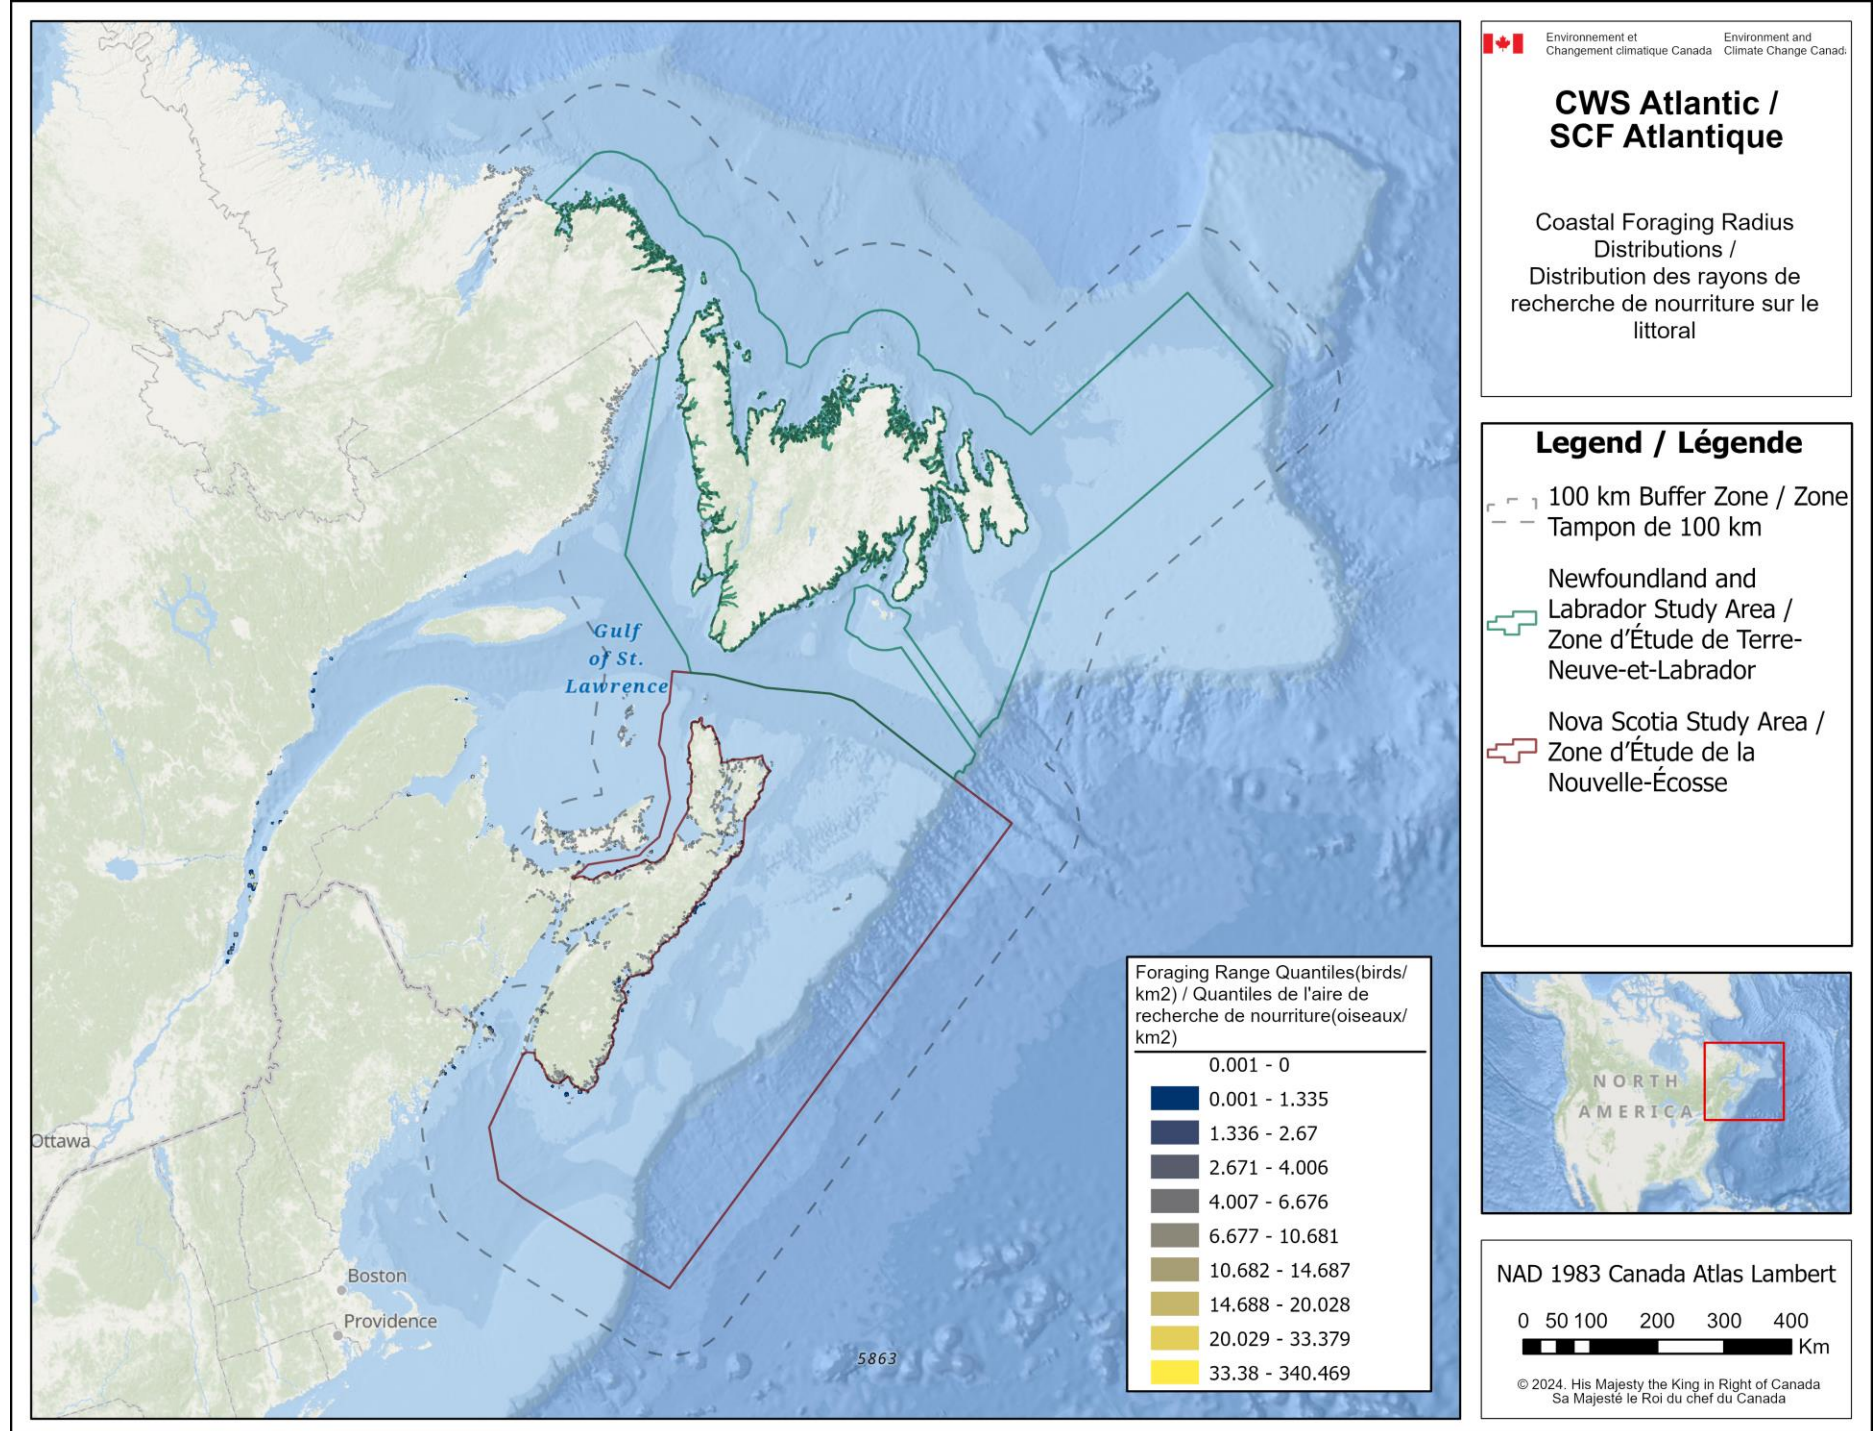 Environnement et
Changement climatique Canada
Environment and
Climate Change Canada
CWS Atlantic /
SCF Atlantique
Coastal Foraging Radius
Distributions /
Distribution des rayons de
recherche de nourriture sur le
littoral
Legend / Légende
100 km Buffer Zone / Zone
Tampon de 100 km
Newfoundland and
Labrador Study Area /
Zone d'Étude de Terre-
Neuve-et-Labrador
Nova Scotia Study Area /
Zone d'Étude de la
Nouvelle-Écosse
Gulf
of St.
Lawrence
Ottawa
Boston
Providence
5863
Foraging Range Quantiles(birds/
km2) / Quantiles de l'aire de
recherche de nourriture(oiseaux/
km2)
0.001 - 0
0.001 - 1.335
1.336 - 2.67
2.671 - 4.006
4.007 - 6.676
6.677 - 10.681
10.682 - 14.687
14.688 - 20.028
20.029 - 33.379
33.38 - 340.469
NORTH
AMERICA
NAD 1983 Canada Atlas Lambert
0 50 100 200 300 400
Km
© 2024. His Majesty the King in Right of Canada
Sa Majesté le Roi du chef du Canada